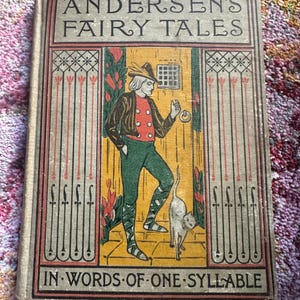 ANDERSEN'S
FAIRY TALES
IN·WORDS·OF·ONE·SYLLABLE